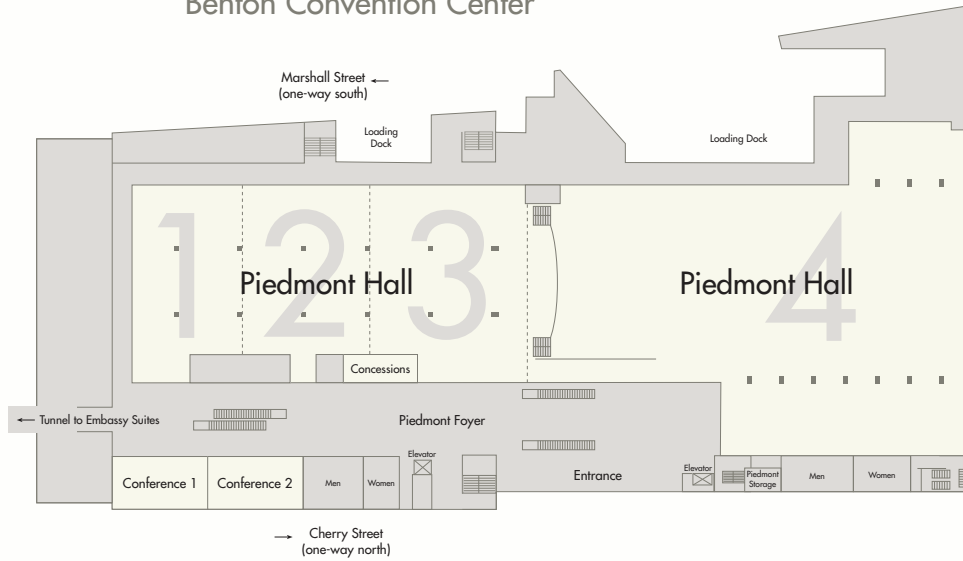 Benton Convention Center
Marshall Street
(one-way south)
Loading
Dock
Loading Dock
1
2
3
4
Piedmont Hall
Piedmont Hall
Concessions
Tunnel to Embassy Suites
Piedmont Foyer
Elevator
Conference 1
Conference 2
Men
Women
Entrance
Elevator
Piedmont
Storage
Men
Women
Cherry Street
(one-way north)